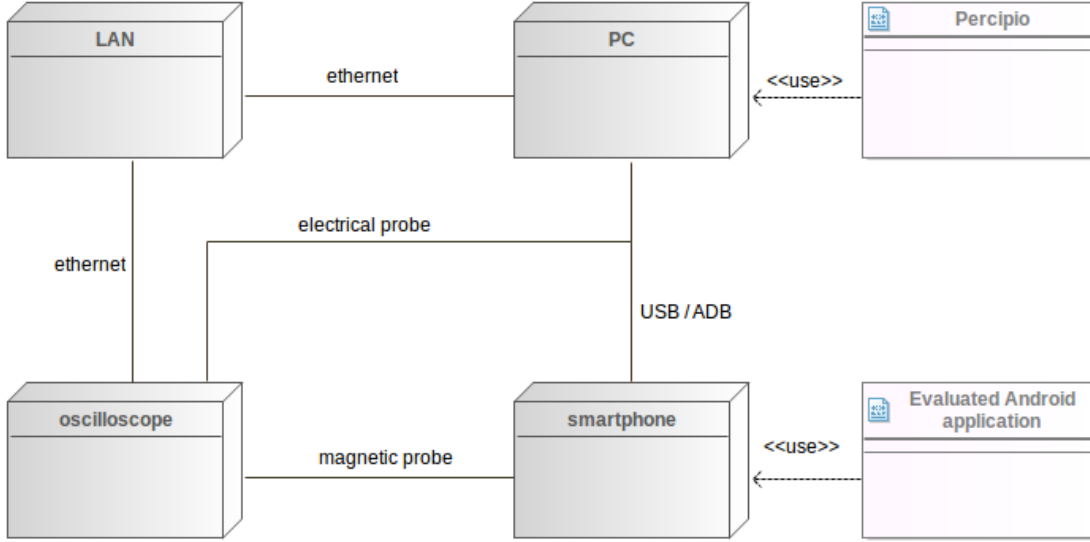 LAN
PC
Percipio
ethernet
<<use>>
electrical probe
ethernet
USB / ADB
oscilloscope
smartphone
Evaluated Android
application
magnetic probe
<<use>>